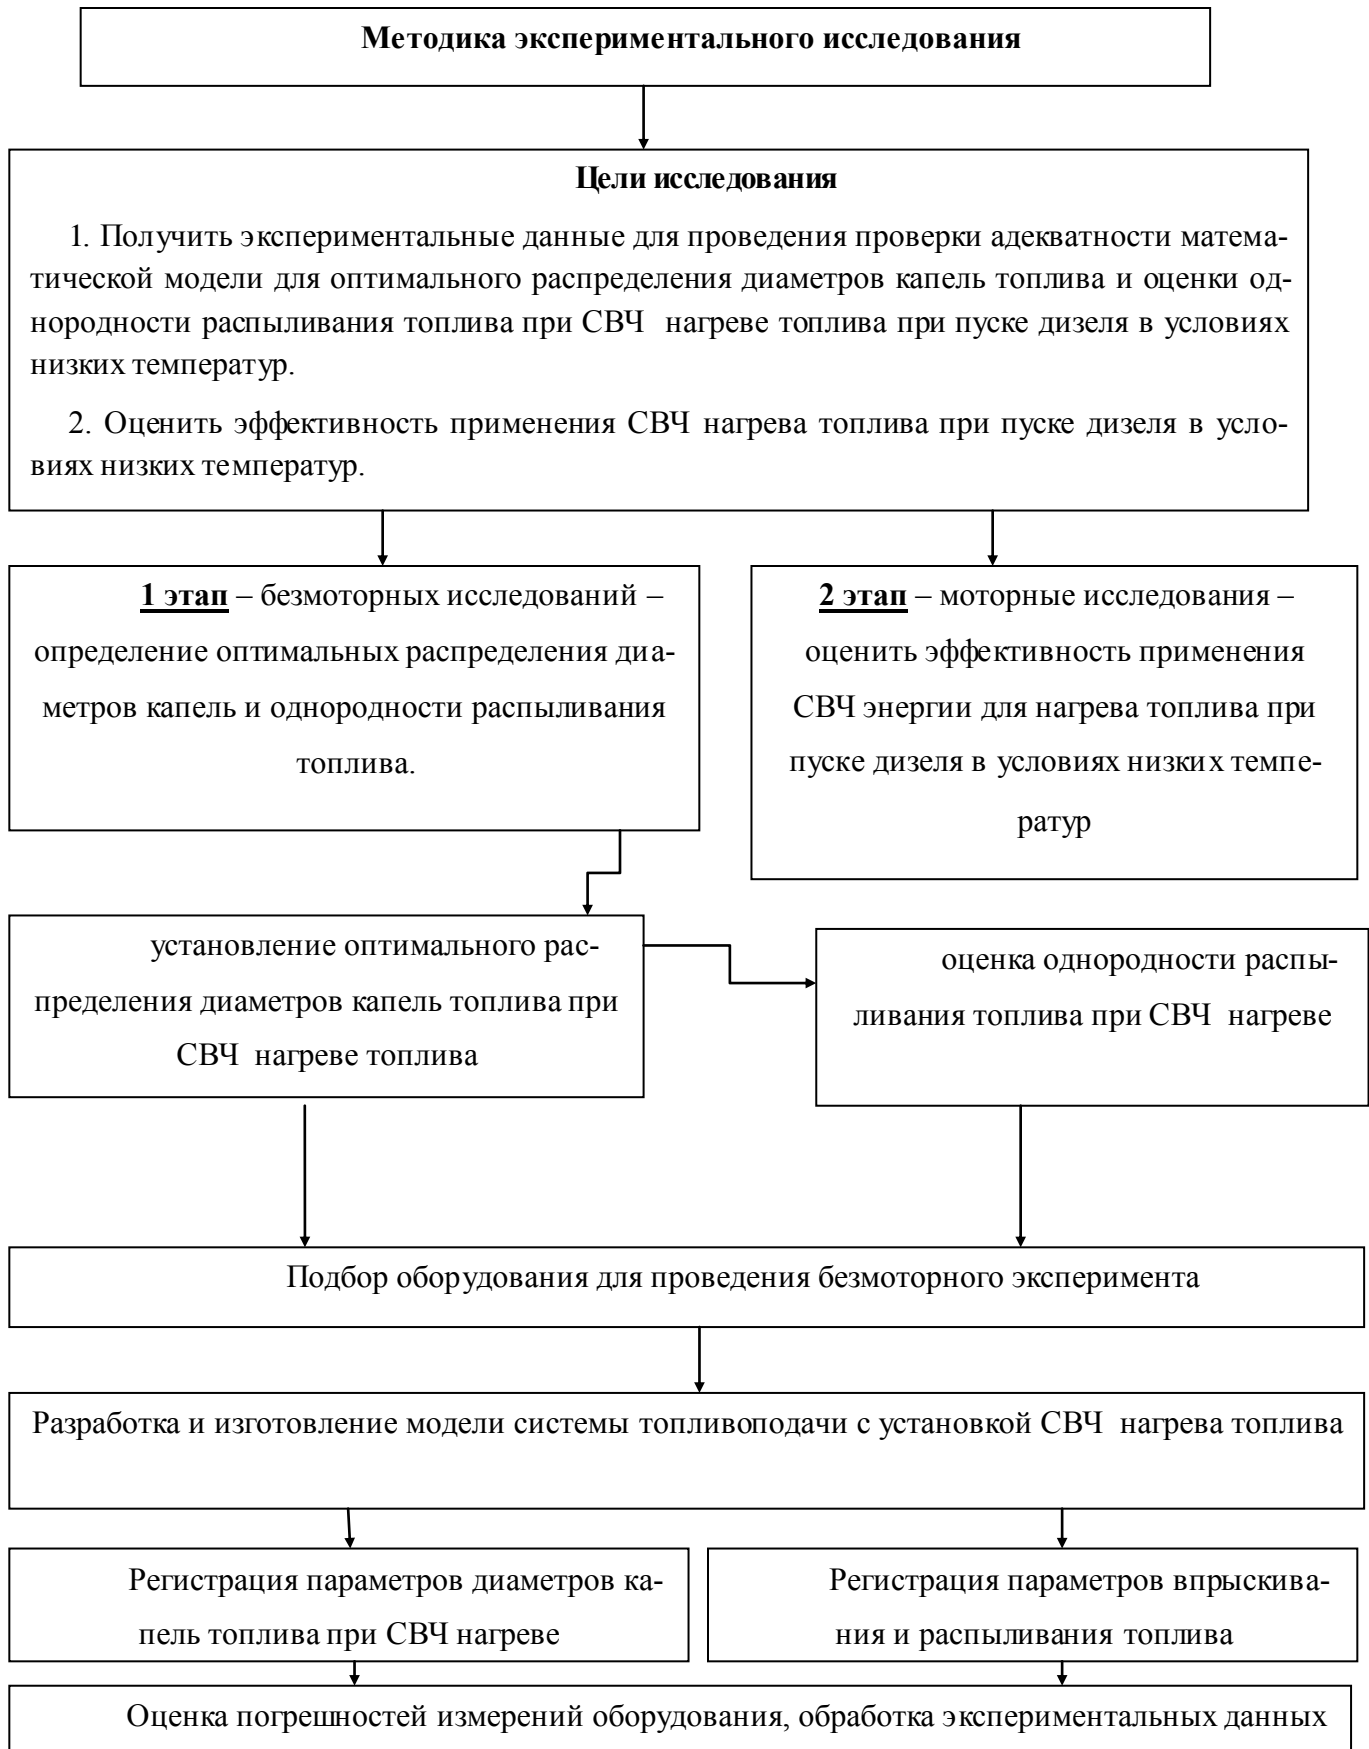 Методика экспериментального исследования
Цели исследования
1. Получить экспериментальные данные для проведения проверки адекватности матема-
тической модели для оптимального распределения диаметров капель топлива и оценки од-
нородности распыливания топлива при СВЧ нагреве топлива при пуске дизеля в условиях
низких температур.
2. Оценить эффективность применения СВЧ нагрева топлива при пуске дизеля в усло-
виях низких температур.
1 этап – безмоторных исследований –
определение оптимальных распределения диа-
метров капель и однородности распыливания
топлива.
2 этап – моторные исследования –
оценить эффективность применения
СВЧ энергии для нагрева топлива при
пуске дизеля в условиях низких темпе-
ратур
установление оптимального рас-
пределения диаметров капель топлива при
СВЧ нагреве топлива
оценка однородности распы-
ливания топлива при СВЧ нагреве
Подбор оборудования для проведения безмоторного эксперимента
Разработка и изготовление модели системы топливоподачи с установкой СВЧ нагрева топлива
Регистрация параметров диаметров ка-
пель топлива при СВЧ нагреве
Регистрация параметров впрыскива-
ния и распыливания топлива
Оценка погрешностей измерений оборудования, обработка экспериментальных данных